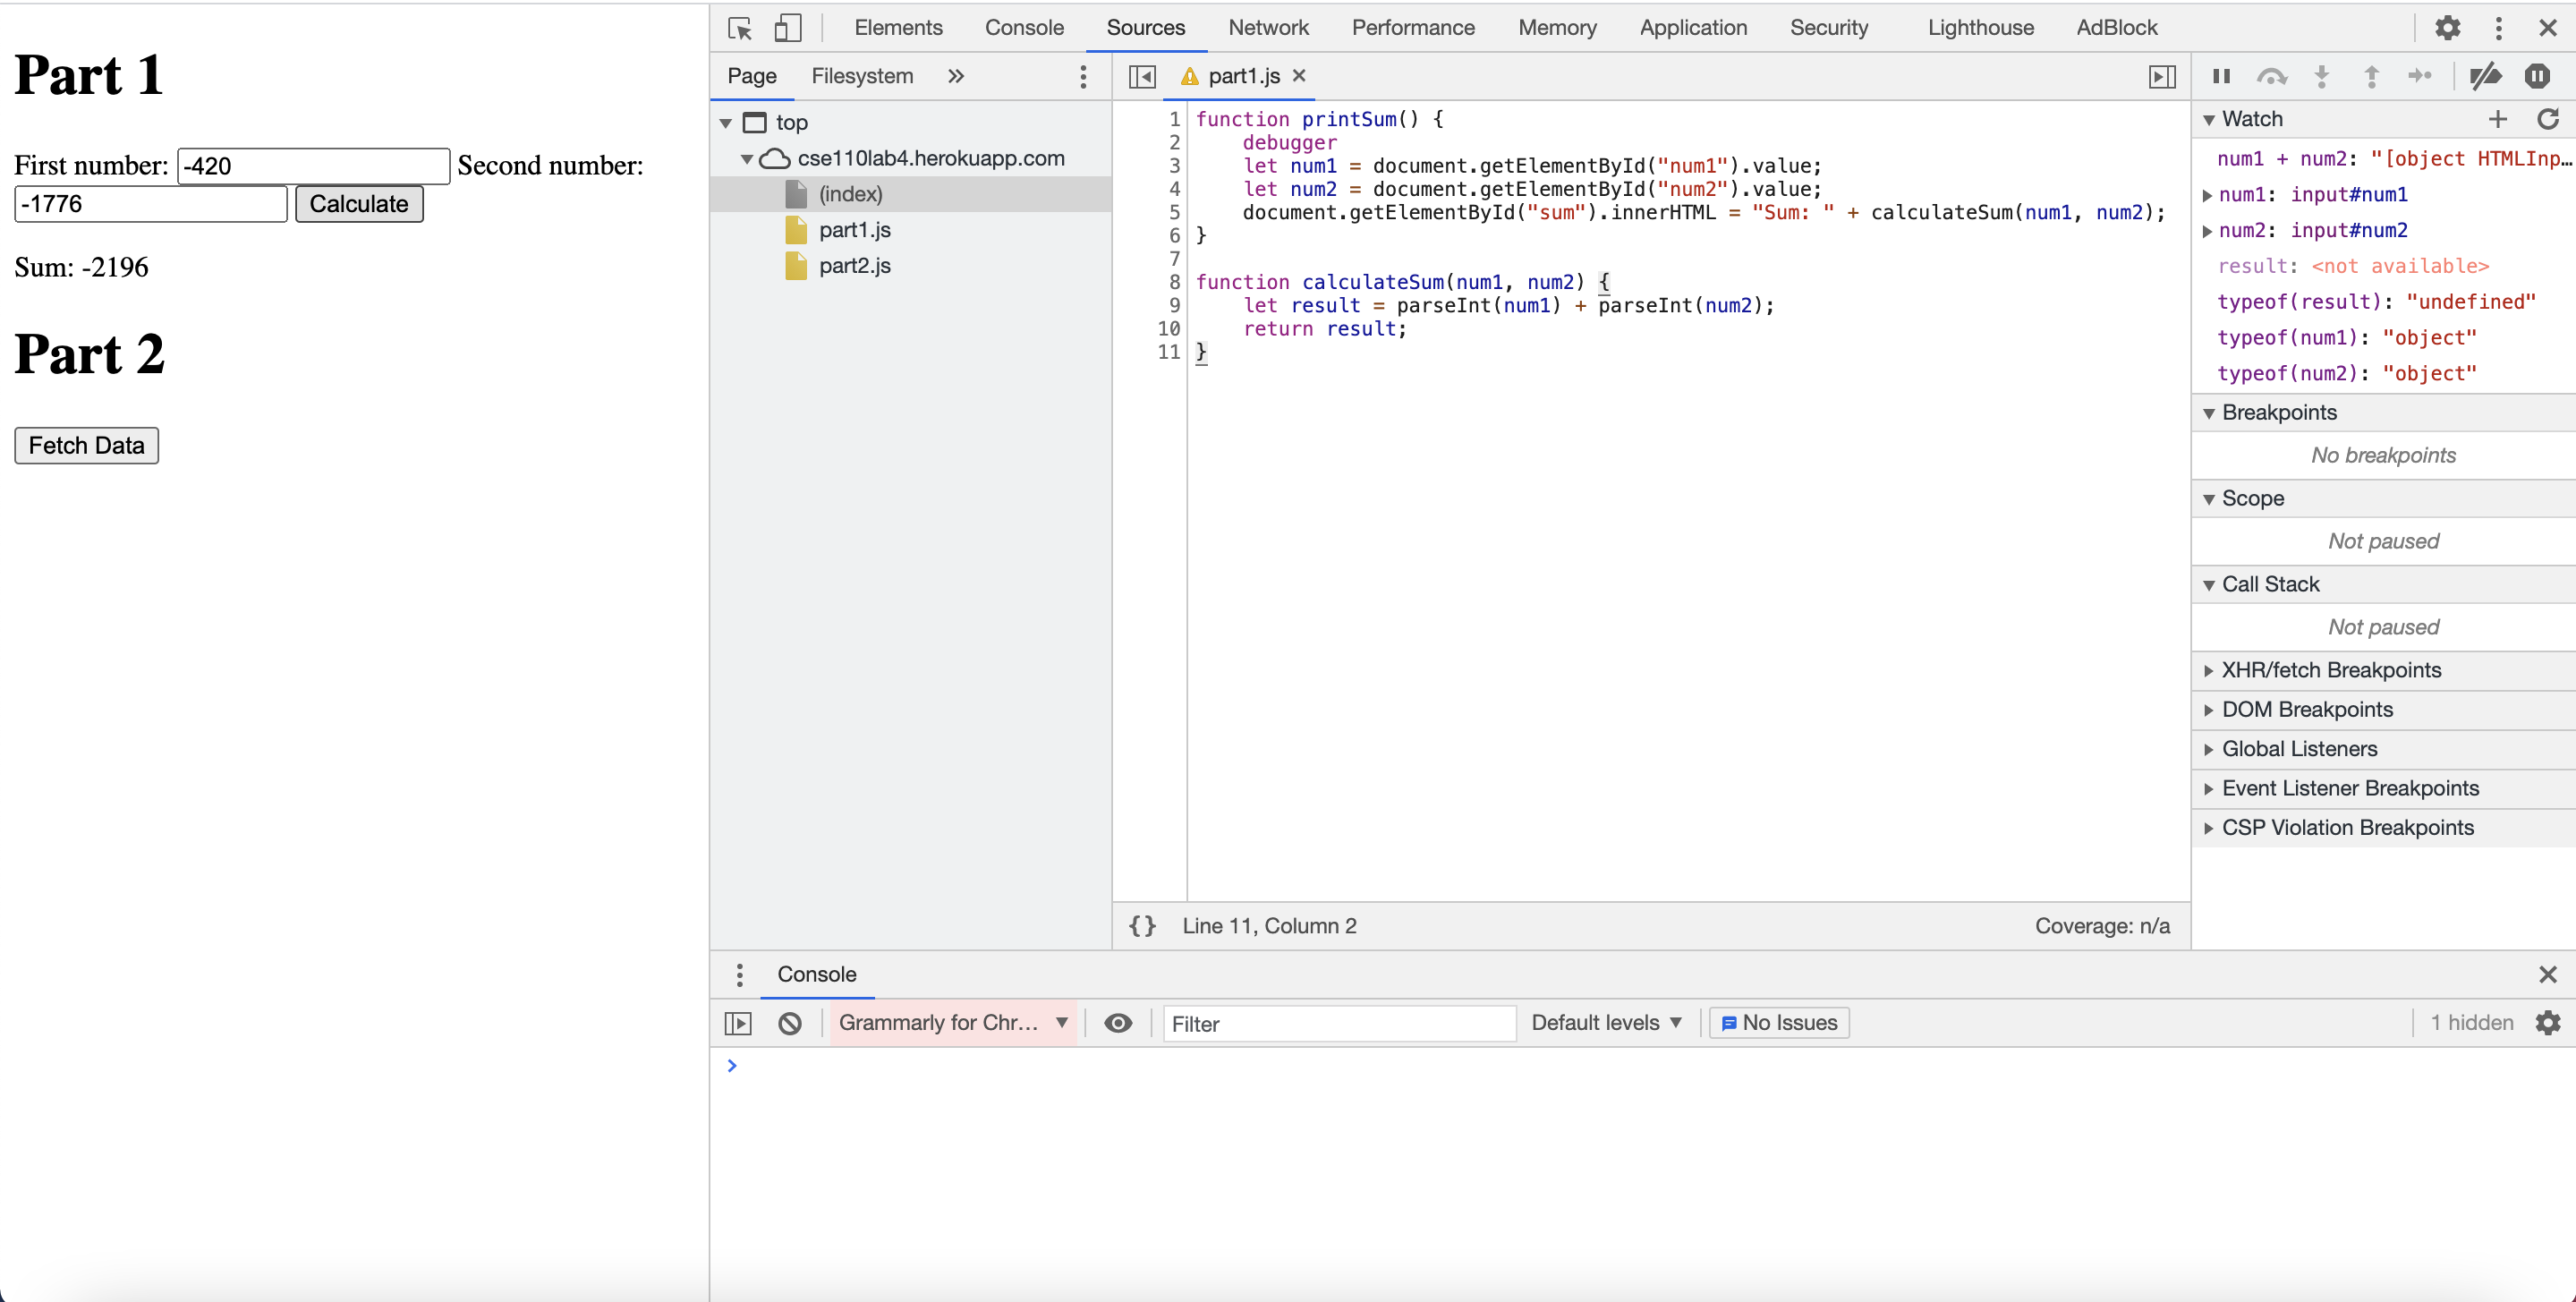 Part 1
First number: -420 Second number:
-1776 Calculate
Sum: -2196
Part 2
Fetch Data
Elements Console Sources Network Performance Memory Application Security Lighthouse AdBlock
Page Filesystem »
top
cse110lab4.herokuapp.com
(index)
part1.js
part2.js
part1.js
1 function printSum() {
2 debugger
3 let num1 = document.getElementById("num1").value;
4 let num2 = document.getElementById("num2").value;
5 document.getElementById("sum").innerHTML = "Sum: " + calculateSum(num1, num2);
6 }
7
8 function calculateSum(num1, num2) {
9 let result = parseInt(num1) + parseInt(num2);
10 return result;
11 }
{} Line 11, Column 2 Coverage: n/a
Watch
num1 + num2: "[object HTMLInp…
num1: input#num1
num2: input#num2
result: <not available>
typeof(result): "undefined"
typeof(num1): "object"
typeof(num2): "object"
Breakpoints
No breakpoints
Scope
Not paused
Call Stack
Not paused
XHR/fetch Breakpoints
DOM Breakpoints
Global Listeners
Event Listener Breakpoints
CSP Violation Breakpoints
Console
Grammarly for Chr… Filter Default levels No Issues 1 hidden